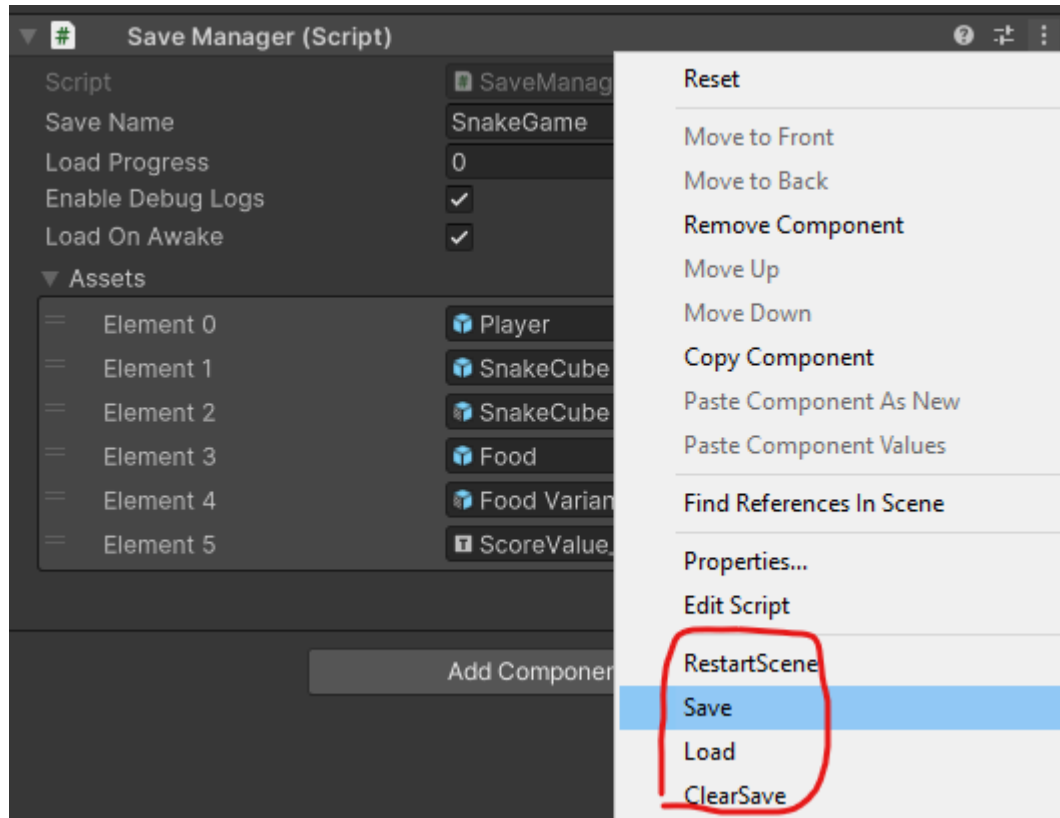 Save Manager (Script)
Script
SaveManag
Save Name
SnakeGame
Load Progress
0
Enable Debug Logs
Load On Awake
Assets
Element 0
Player
Element 1
SnakeCube
Element 2
SnakeCube
Element 3
Food
Element 4
Food Varian
Element 5
ScoreValue_
Add Componen
Reset
Move to Front
Move to Back
Remove Component
Move Up
Move Down
Copy Component
Paste Component As New
Paste Component Values
Find References In Scene
Properties...
Edit Script
RestartScene
Save
Load
ClearSave